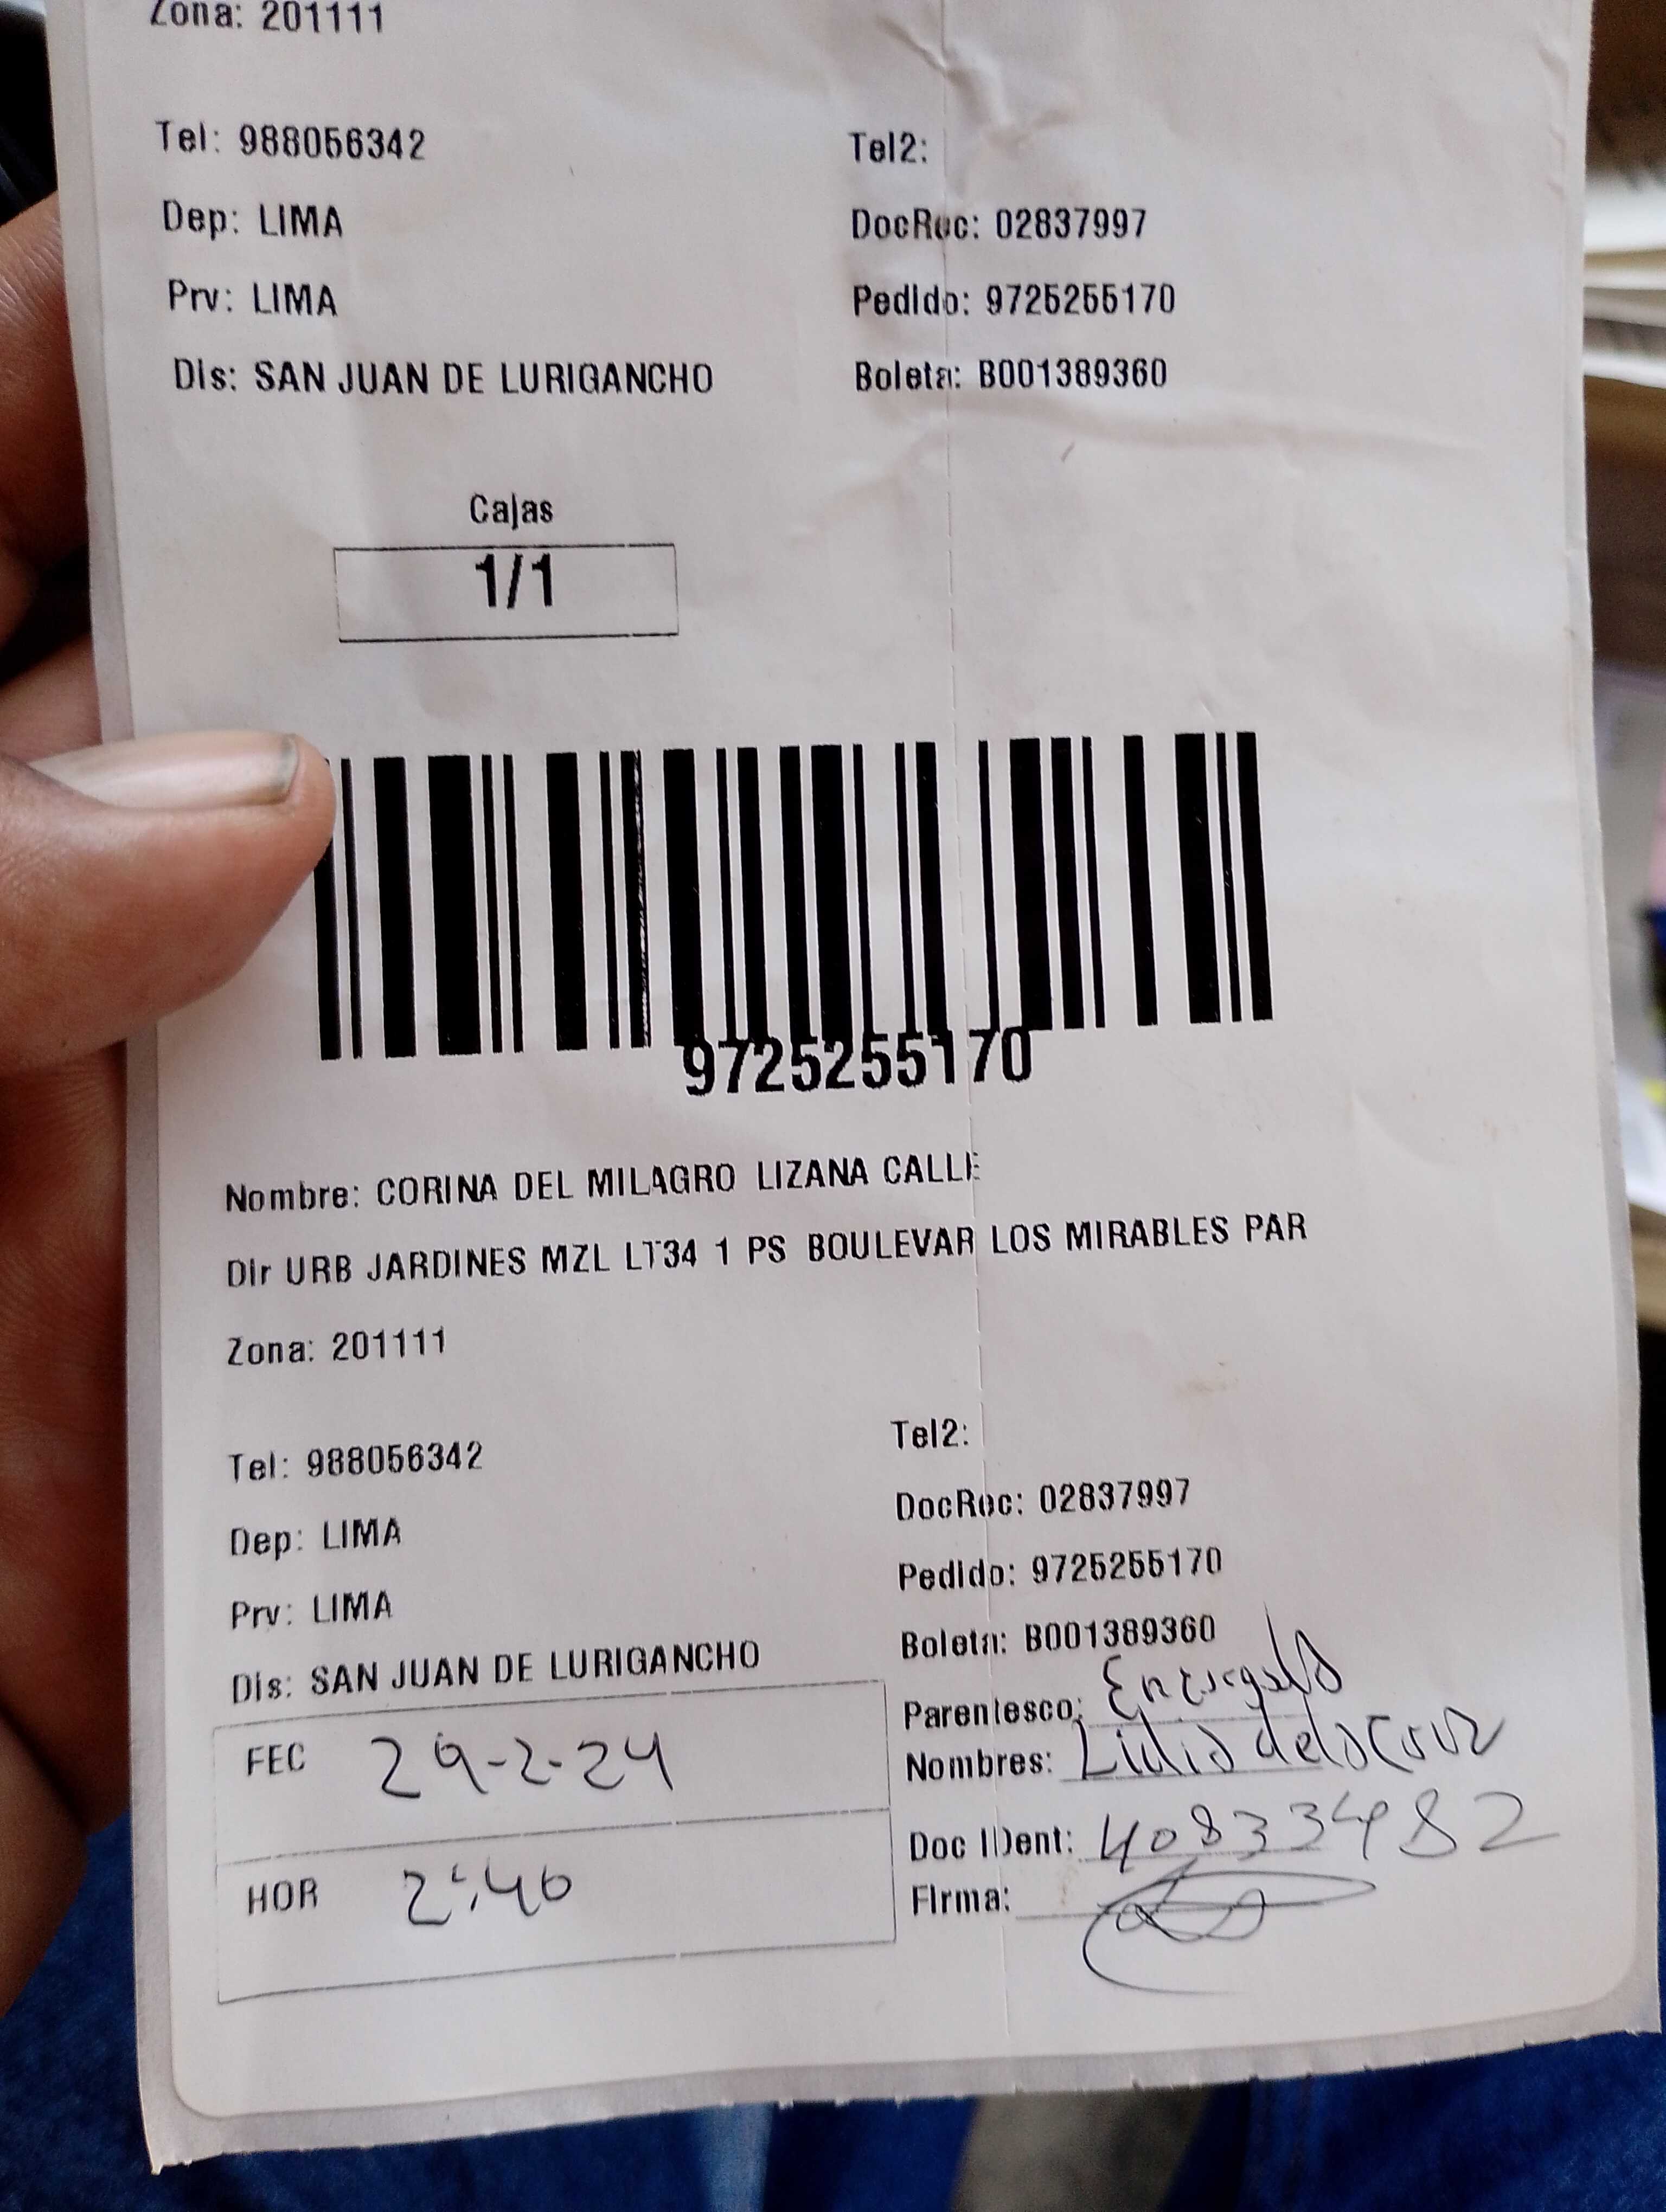 Zona: 201111
Tel: 988056342 Tel2:
Dep: LIMA DocRec: 02837997
Prv: LIMA Pedido: 9725255170
Dis: SAN JUAN DE LURIGANCHO Boleta: B001389360
Cajas
1/1
9725255170
Nombre: CORINA DEL MILAGRO LIZANA CALLE
Dir URB JARDINES MZL LT34 1 PS BOULEVAR LOS MIRABLES PAR
Zona: 201111
Tel: 988056342 Tel2:
Dep: LIMA DocRec: 02837997
Prv: LIMA Pedido: 9725255170
Dis: SAN JUAN DE LURIGANCHO Boleta: B001389360
Parentesco: Encargado
FEC 29-2-24 Nombres: Lidia dela Cruz
Doc IDent:
HOR 2:40 Firma: